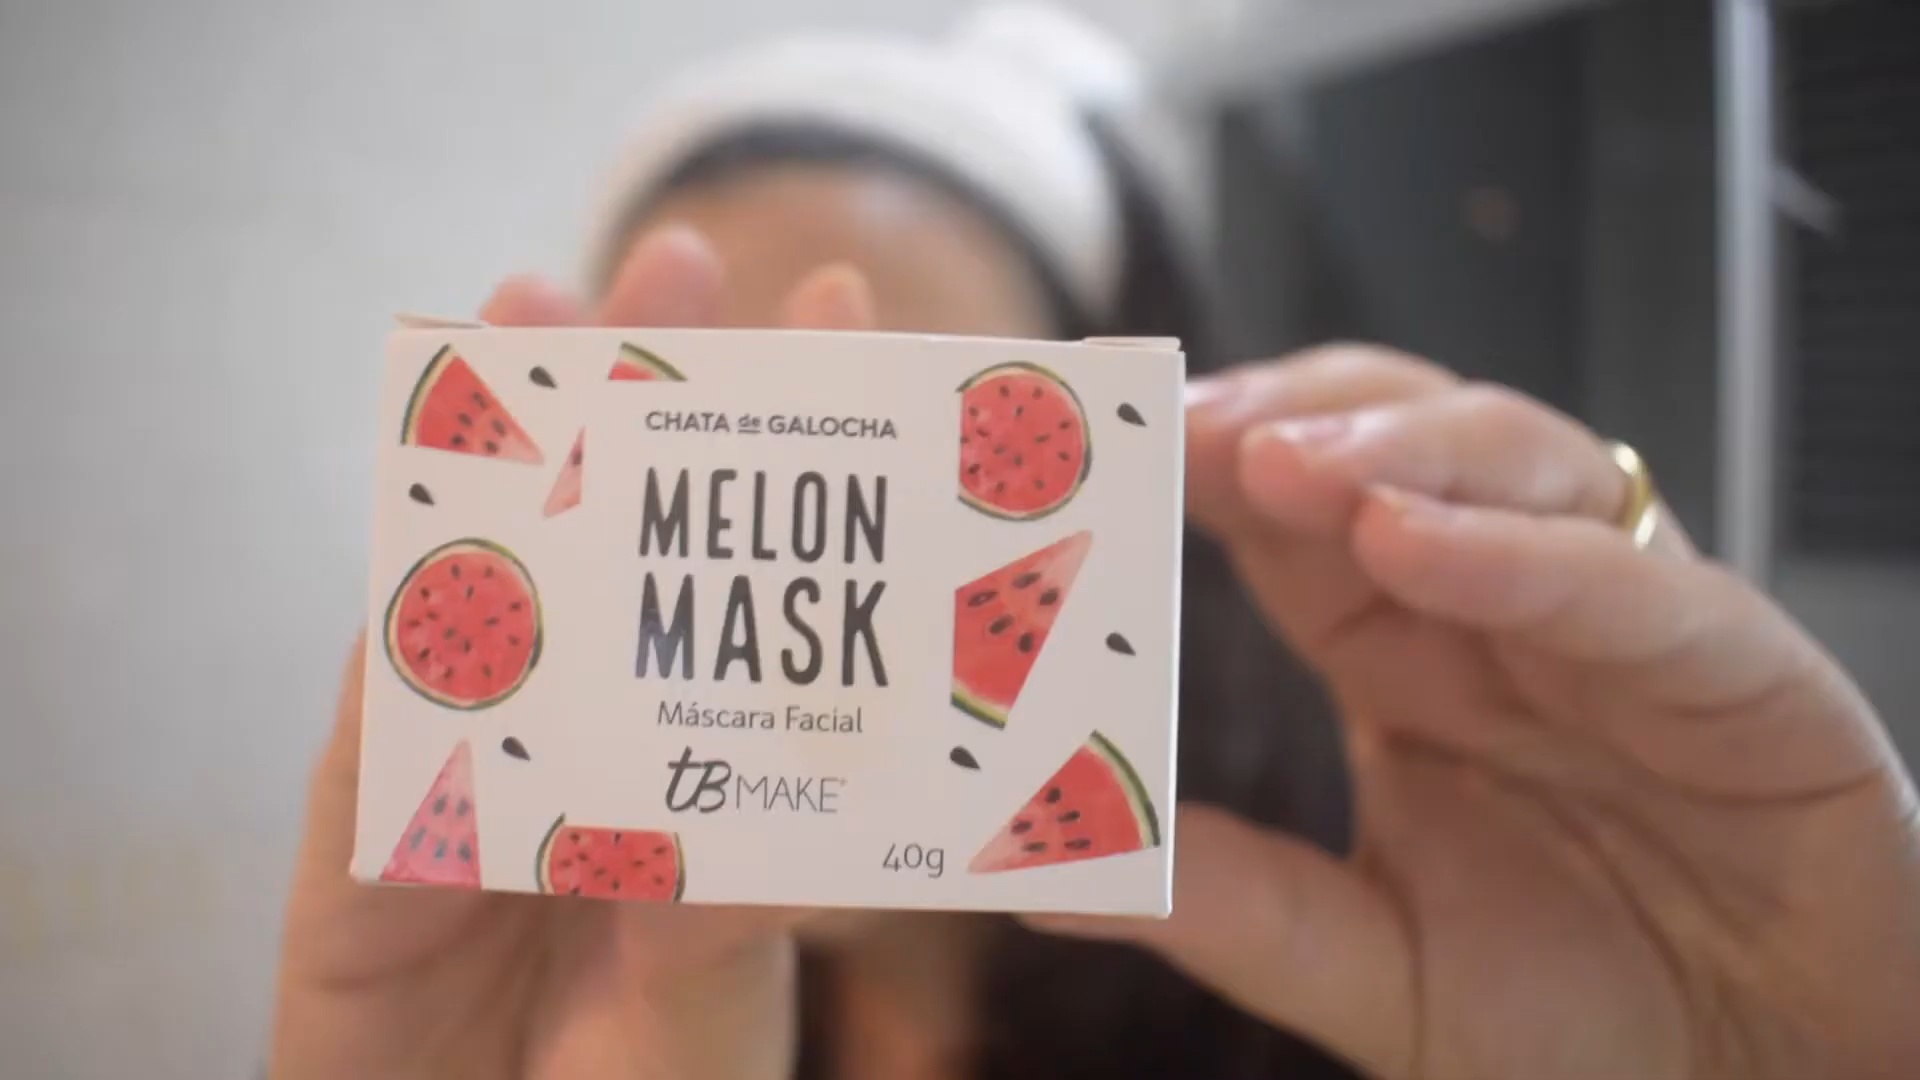 CHATA de GALOCHA
MELON
MASK
Máscara Facial
tB MAKE
40g